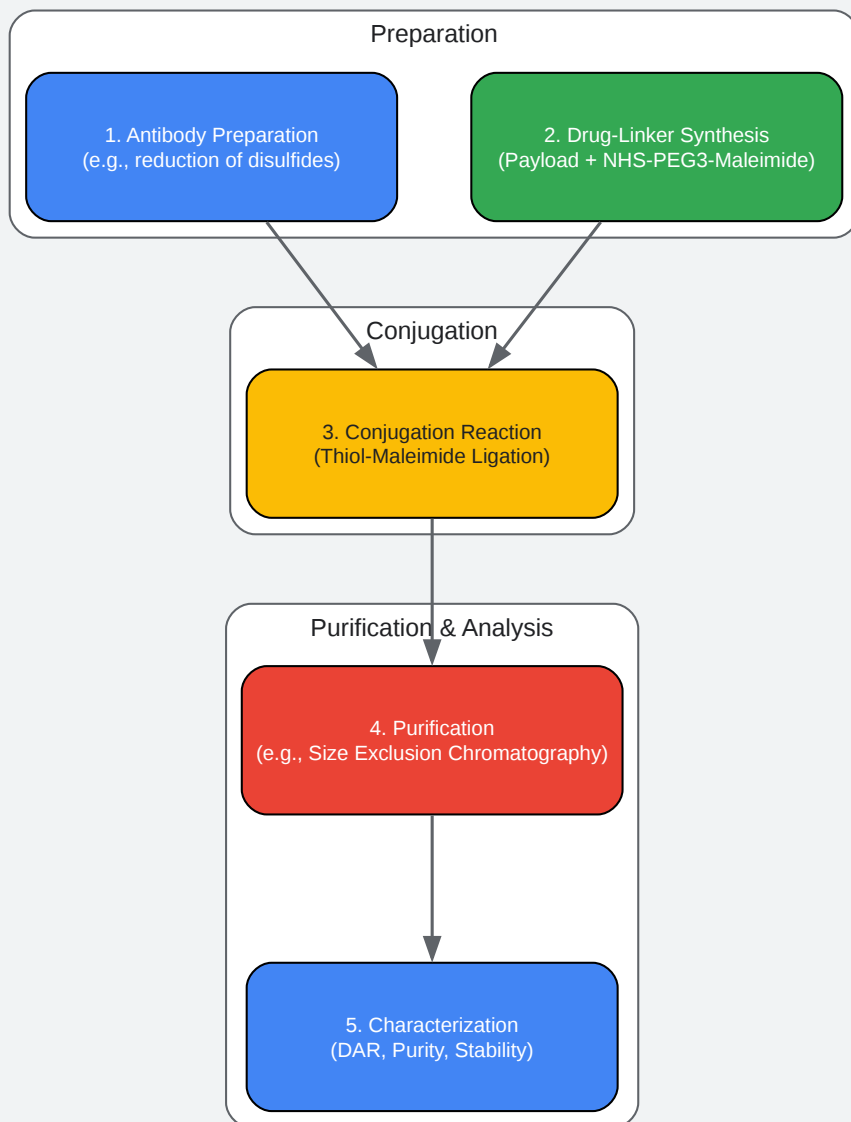 Preparation
1. Antibody Preparation
(e.g., reduction of disulfides)
2. Drug-Linker Synthesis
(Payload + NHS-PEG3-Maleimide)
Conjugation
3. Conjugation Reaction
(Thiol-Maleimide Ligation)
Purification & Analysis
4. Purification
(e.g., Size Exclusion Chromatography)
5. Characterization
(DAR, Purity, Stability)